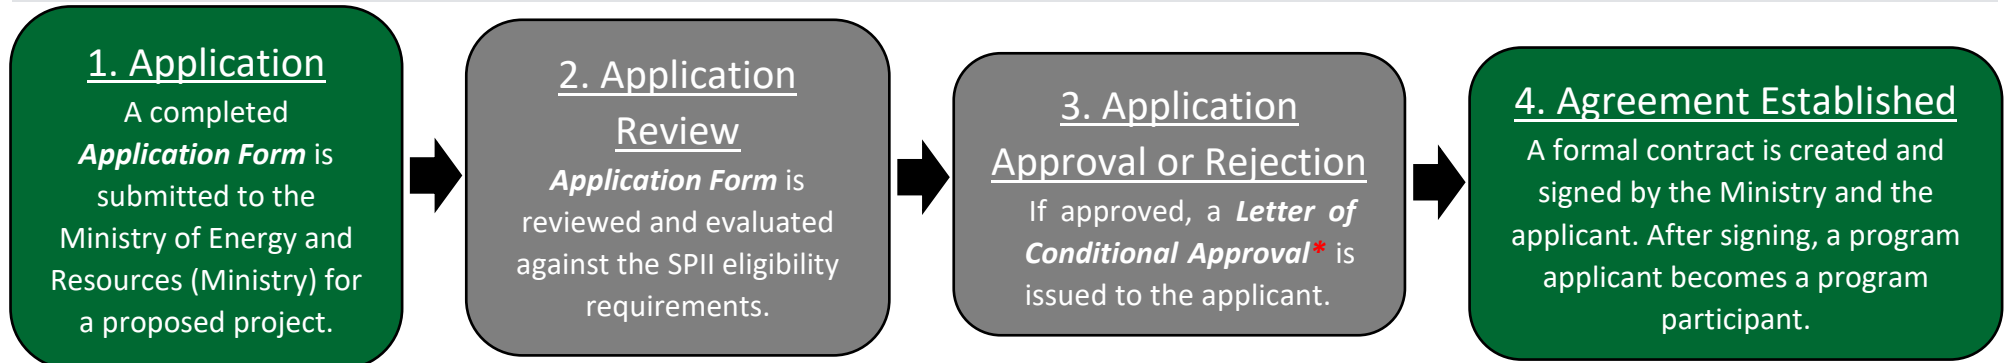 1. Application
A completed
Application Form is
submitted to the
Ministry of Energy and
Resources (Ministry) for
a proposed project.
2. Application
Review
Application Form is
reviewed and evaluated
against the SPII eligibility
requirements.
3. Application
Approval or Rejection
If approved, a Letter of
Conditional Approval* is
issued to the applicant.
4. Agreement Established
A formal contract is created and
signed by the Ministry and the
applicant. After signing, a program
applicant becomes a program
participant.